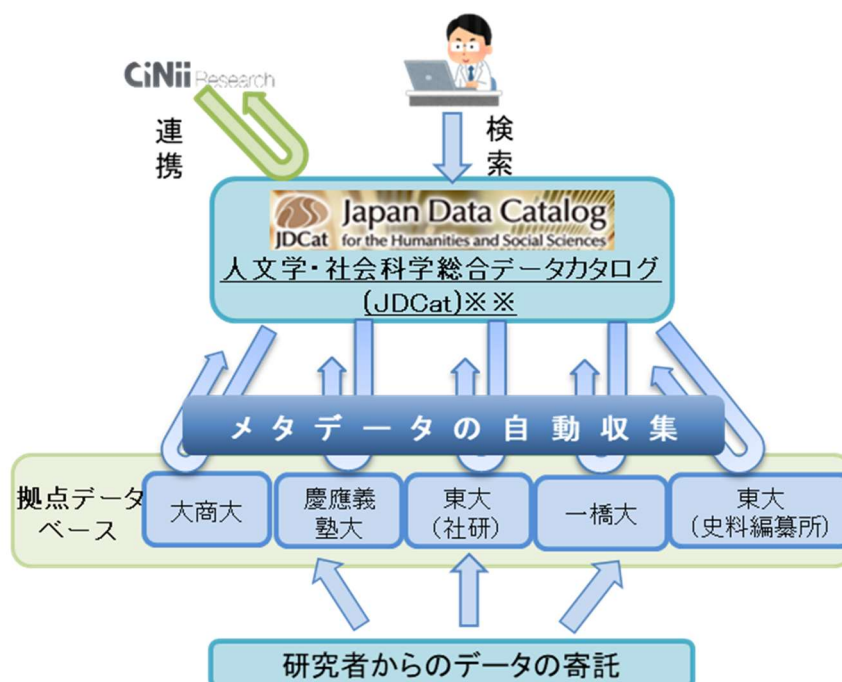 CiNii Research
連携
検索
JDCat
Japan Data Catalog
for the Humanities and Social Sciences
人文学・社会科学総合データカタログ
(JDCat)※※
メタデータの自動収集
拠点データ
ベース
大商大
慶應義
塾大
東大
(社研)
一橋大
東大
(史料編纂所)
研究者からのデータの寄託